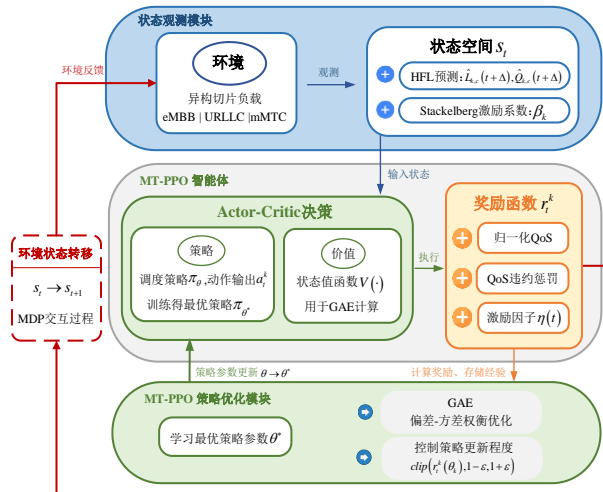 状态观测模块
环境
异构切片负载
eMBB | URLLC |mMTC
观测
状态空间 s_t
HFL预测: L̂_{k,c}(t+Δ), Q̂_{k,c}(t+Δ)
Stackelberg激励系数: β_k
环境反馈
输入状态
MT-PPO 智能体
Actor-Critic决策
策略
调度策略π_θ,动作输出a_t^k
训练得最优策略π_{θ*}
价值
状态值函数V(·)
用于GAE计算
执行
奖励函数 r_t^k
归一化QoS
QoS违约惩罚
激励因子η(t)
环境状态转移
s_t → s_{t+1}
MDP交互过程
策略参数更新 θ→θ*
计算奖励、存储经验
MT-PPO 策略优化模块
学习最优策略参数θ*
GAE
偏差-方差权衡优化
控制策略更新程度
clip(r_t^k(θ_k),1−ε,1+ε)